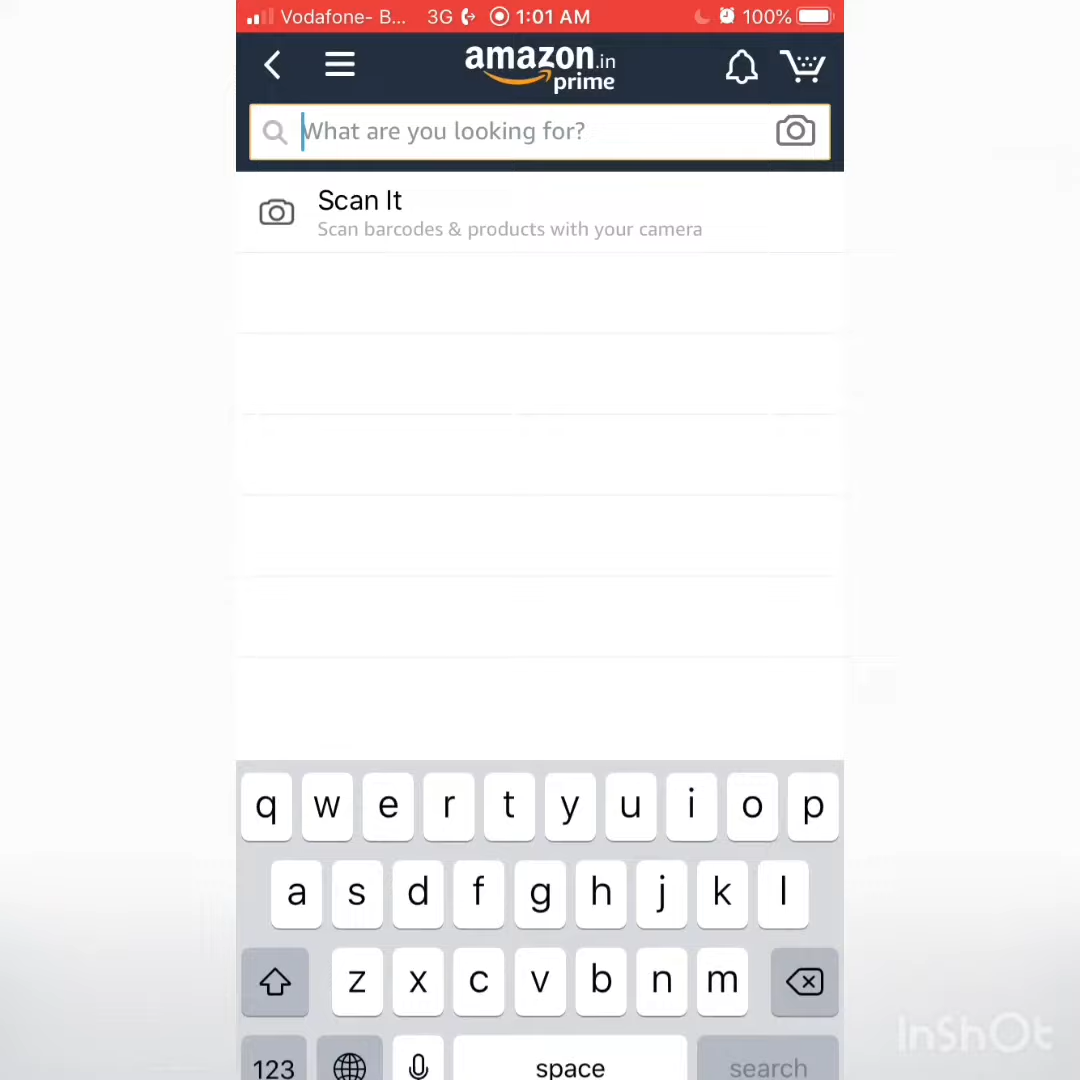 Vodafone- B... 3G 1:01 AM 100%
amazon.in
prime
What are you looking for?
Scan It
Scan barcodes & products with your camera
q w e r t y u i o p
a s d f g h j k l
z x c v b n m
123 space search
InShOt